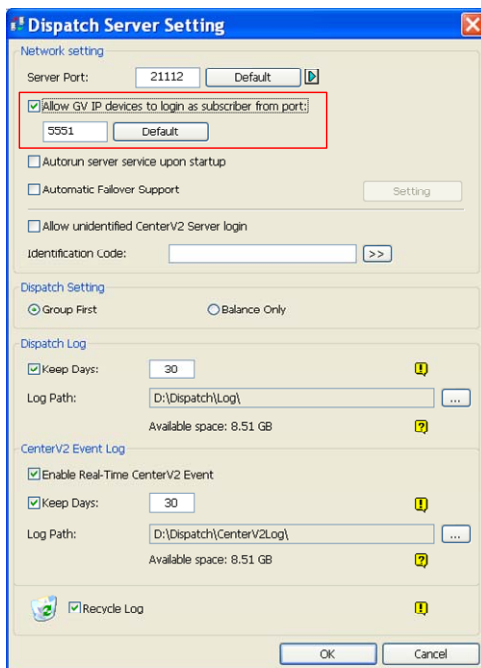 Dispatch Server Setting
Network setting
Server Port: 21112 Default
Allow GV IP devices to login as subscriber from port:
5551 Default
Autorun server service upon startup
Automatic Failover Support Setting
Allow unidentified CenterV2 Server login
Identification Code: >>
Dispatch Setting
Group First Balance Only
Dispatch Log
Keep Days: 30
Log Path: D:\Dispatch\Log\ ...
Available space: 8.51 GB
CenterV2 Event Log
Enable Real-Time CenterV2 Event
Keep Days: 30
Log Path: D:\Dispatch\CenterV2Log\ ...
Available space: 8.51 GB
Recycle Log
OK Cancel